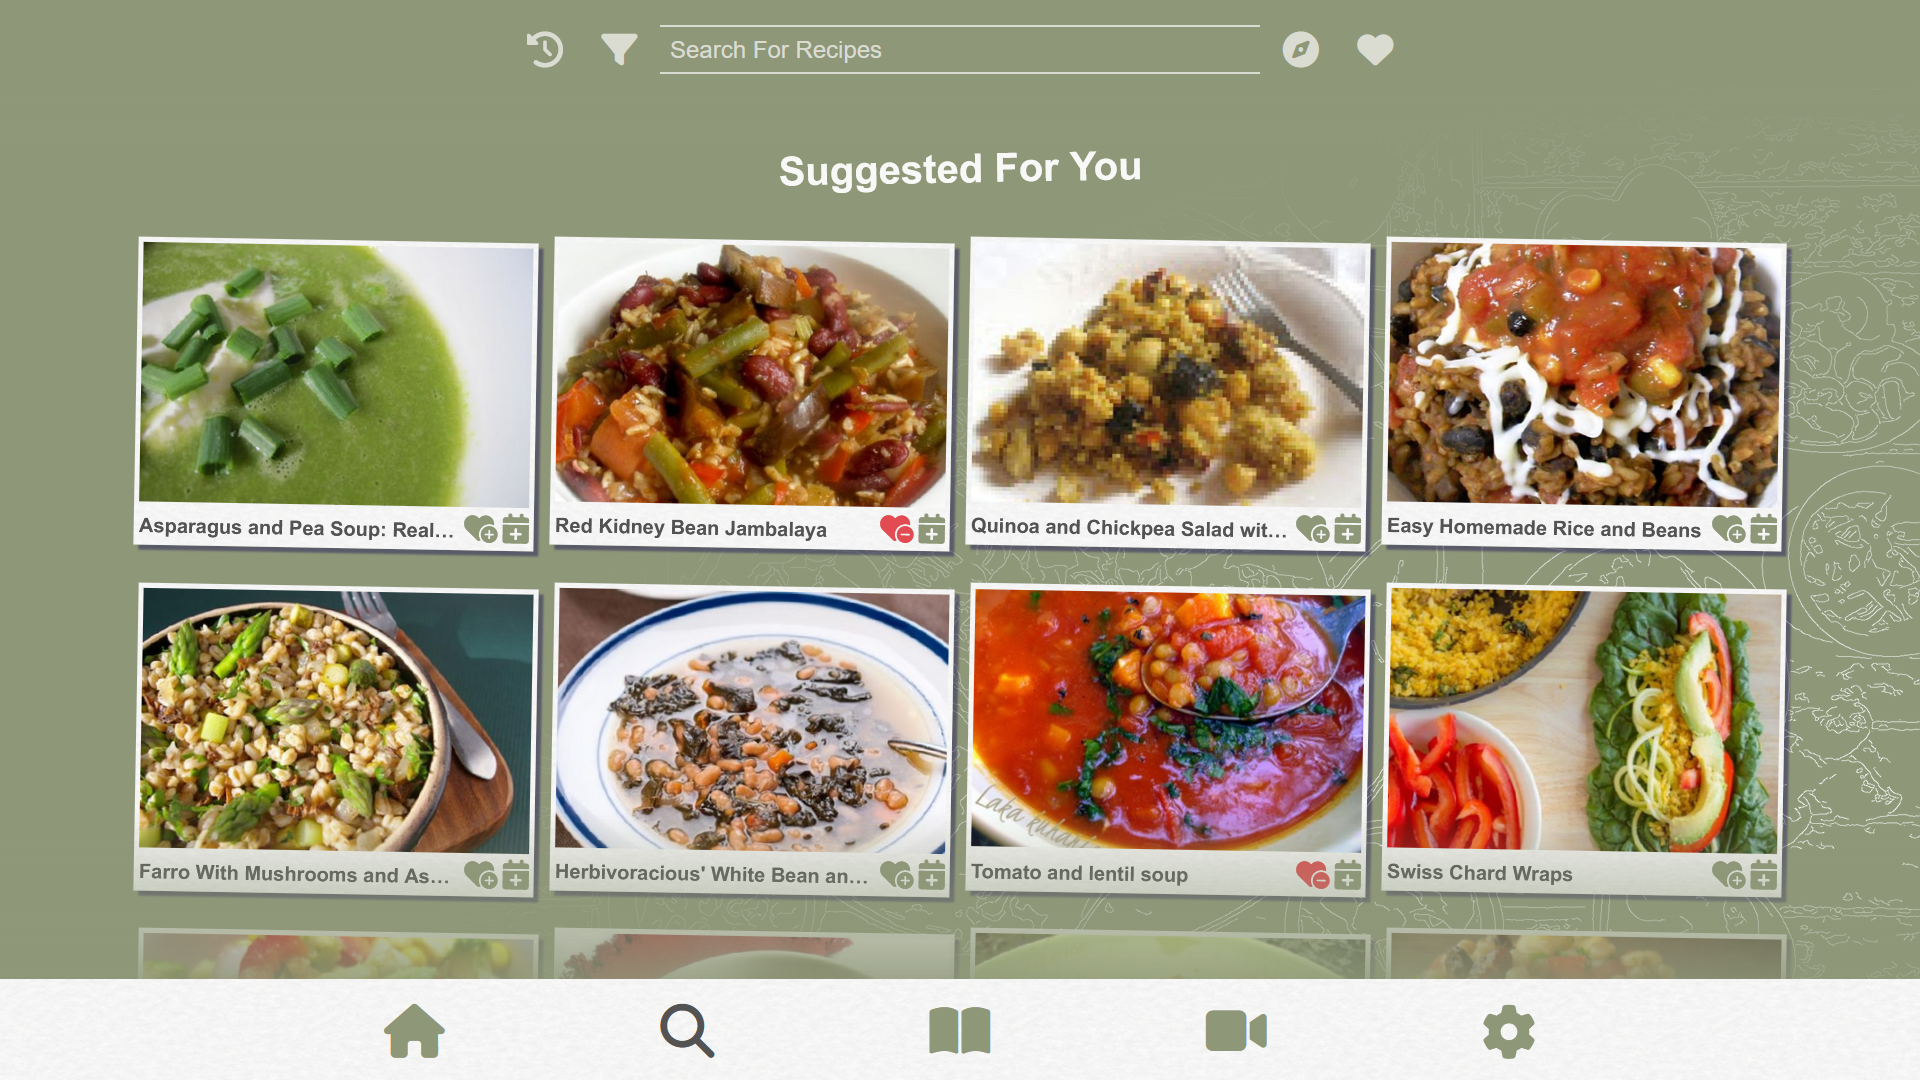 Search For Recipes
Suggested For You
Asparagus and Pea Soup: Real...
Red Kidney Bean Jambalaya
Quinoa and Chickpea Salad wit...
Easy Homemade Rice and Beans
Farro With Mushrooms and As...
Herbivoracious' White Bean an...
Laka kuhar
Tomato and lentil soup
Swiss Chard Wraps